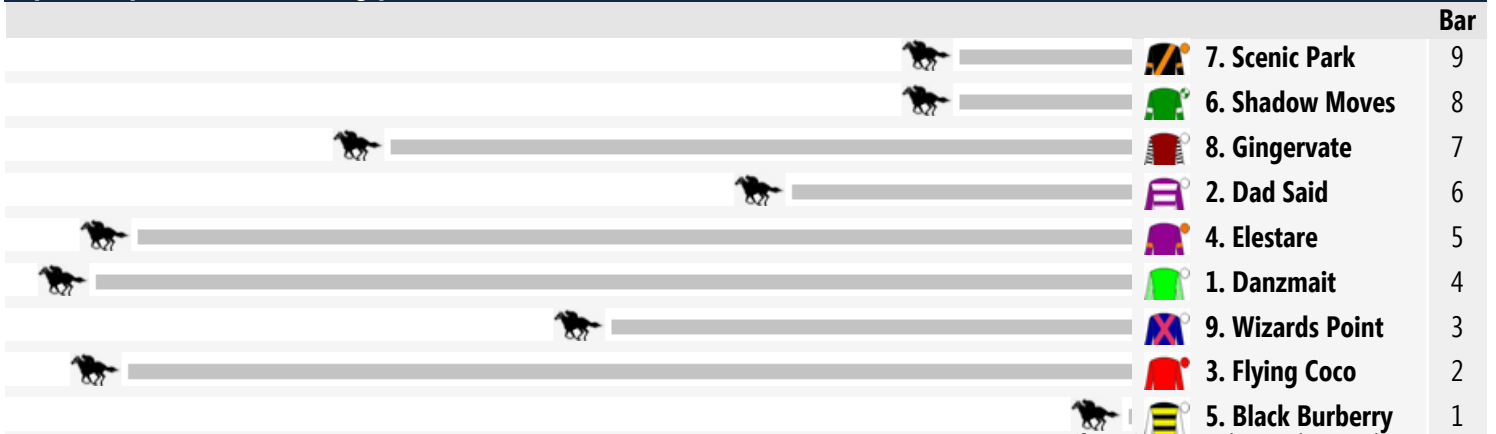 Bar
7. Scenic Park 9
6. Shadow Moves 8
8. Gingervate 7
2. Dad Said 6
4. Elestare 5
1. Danzmait 4
9. Wizards Point 3
3. Flying Coco 2
5. Black Burberry 1